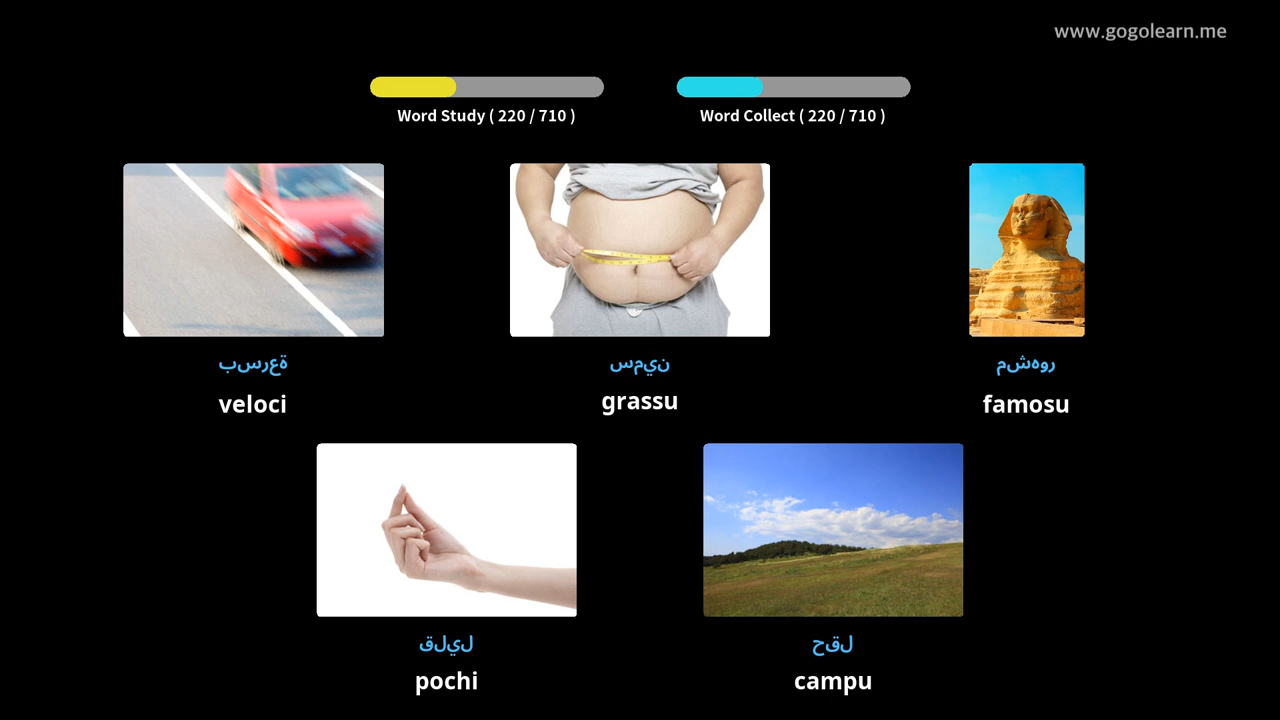 www.gogolearn.me
Word Study ( 220 / 710 )
Word Collect ( 220 / 710 )
بسرعة
veloci
سمين
grassu
مشهور
famosu
قليل
pochi
حقل
campu